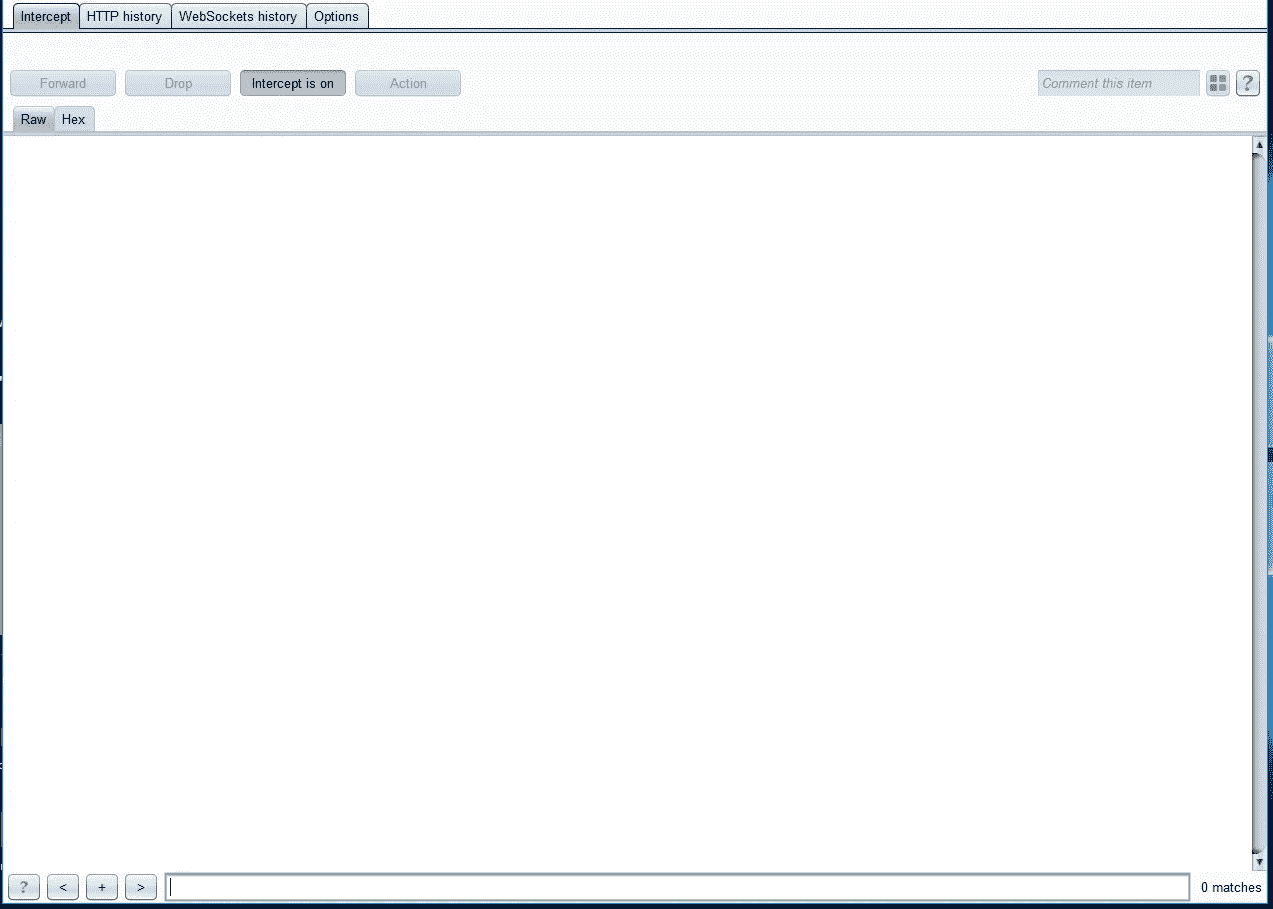 Intercept HTTP history WebSockets history Options
Forward Drop Intercept is on Action Comment this item ?
Raw Hex
? < + > 0 matches